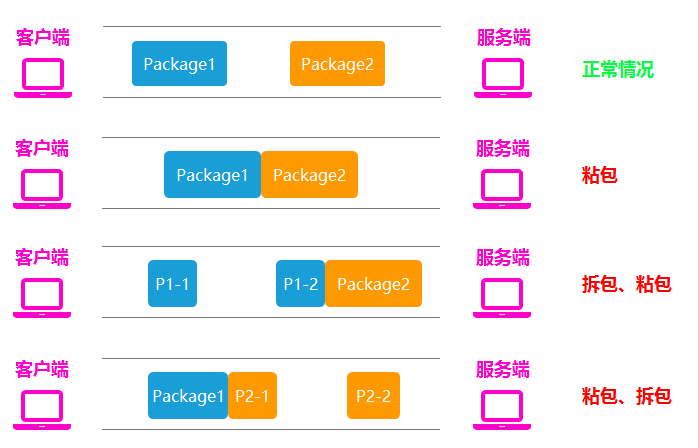 客户端
服务端
Package1
Package2
正常情况
客户端
服务端
Package1
Package2
粘包
客户端
服务端
P1-1
P1-2
Package2
拆包、粘包
客户端
服务端
Package1
P2-1
P2-2
粘包、拆包